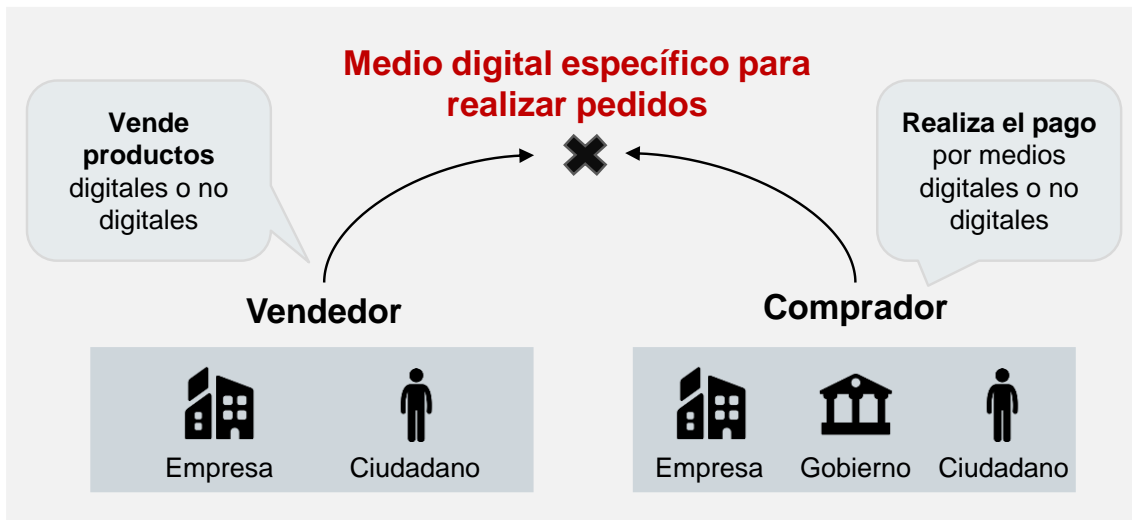 Medio digital específico para
realizar pedidos
Vende
productos
digitales o no
digitales
Realiza el pago
por medios
digitales o no
digitales
Vendedor
Comprador
Empresa
Ciudadano
Empresa
Gobierno
Ciudadano